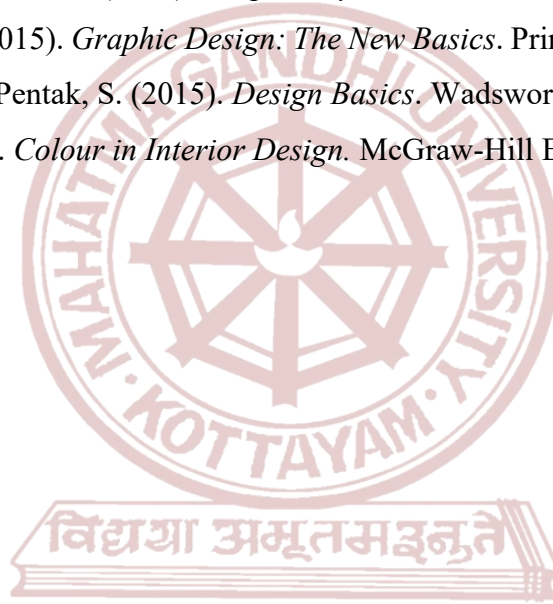 015). Graphic Design: The New Basics. Prin
Pentak, S. (2015). Design Basics. Wadswor
. Colour in Interior Design. McGraw-Hill E
MAHATMA GANDHI UNIVERSITY
KOTTAYAM
विद्यया अमृतमश्नुते